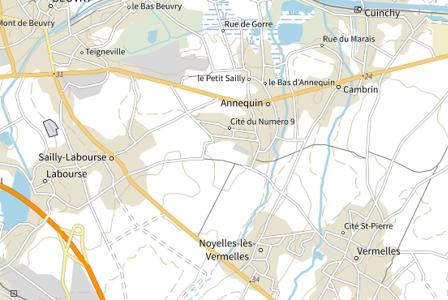 BEUVRY
le Bas Beuvry
Mont de Beuvry
Rue de Gorre
Cuinchy
Rue du Marais
Teigneville
33
le Petit Sailly
le Bas d'Annequin
24
Cambrin
Annequin
Cité du Numéro 9
Sailly-Labourse
Labourse
Cité St-Pierre
Noyelles-lès-
Vermelles
Vermelles
34